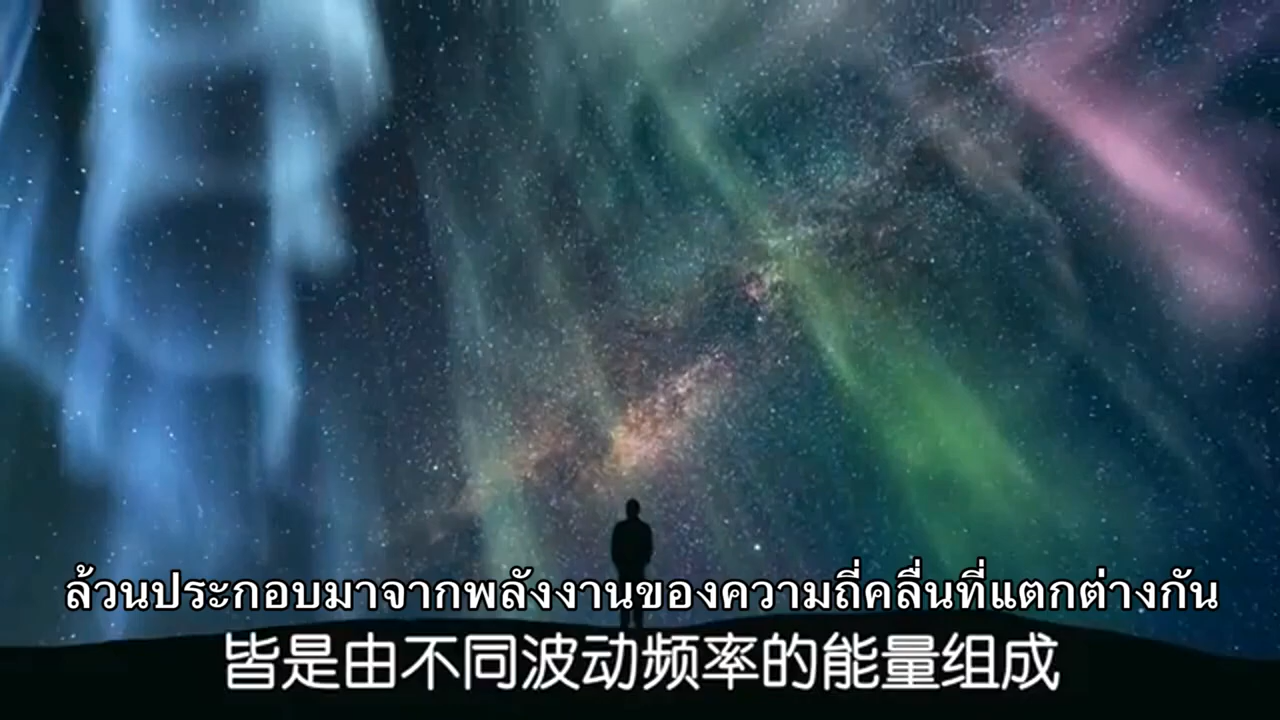 ล้วนประกอบมาจากพลังงานของความถี่คลื่นที่แตกต่างกัน
皆是由不同波动频率的能量组成